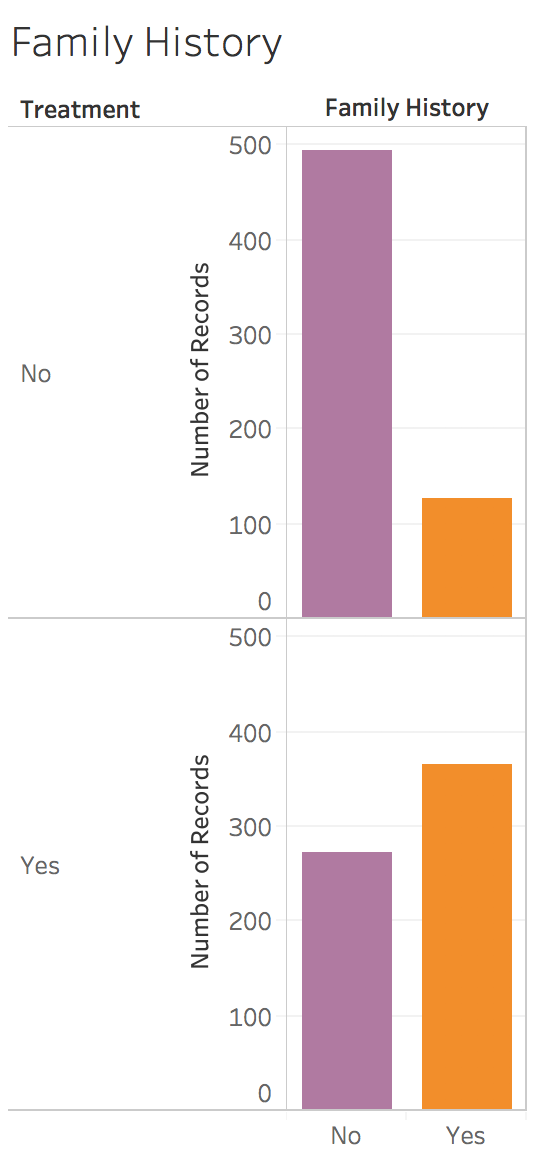 Family History
Treatment
Family History
No
Number of Records
500
400
300
200
100
0
Yes
Number of Records
500
400
300
200
100
0
No Yes